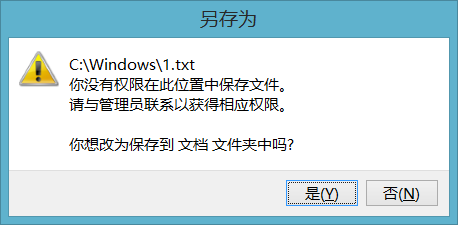 另存为
C:\Windows\1.txt
你没有权限在此位置中保存文件。
请与管理员联系以获得相应权限。
你想改为保存到 文档 文件夹中吗?
是(Y)
否(N)